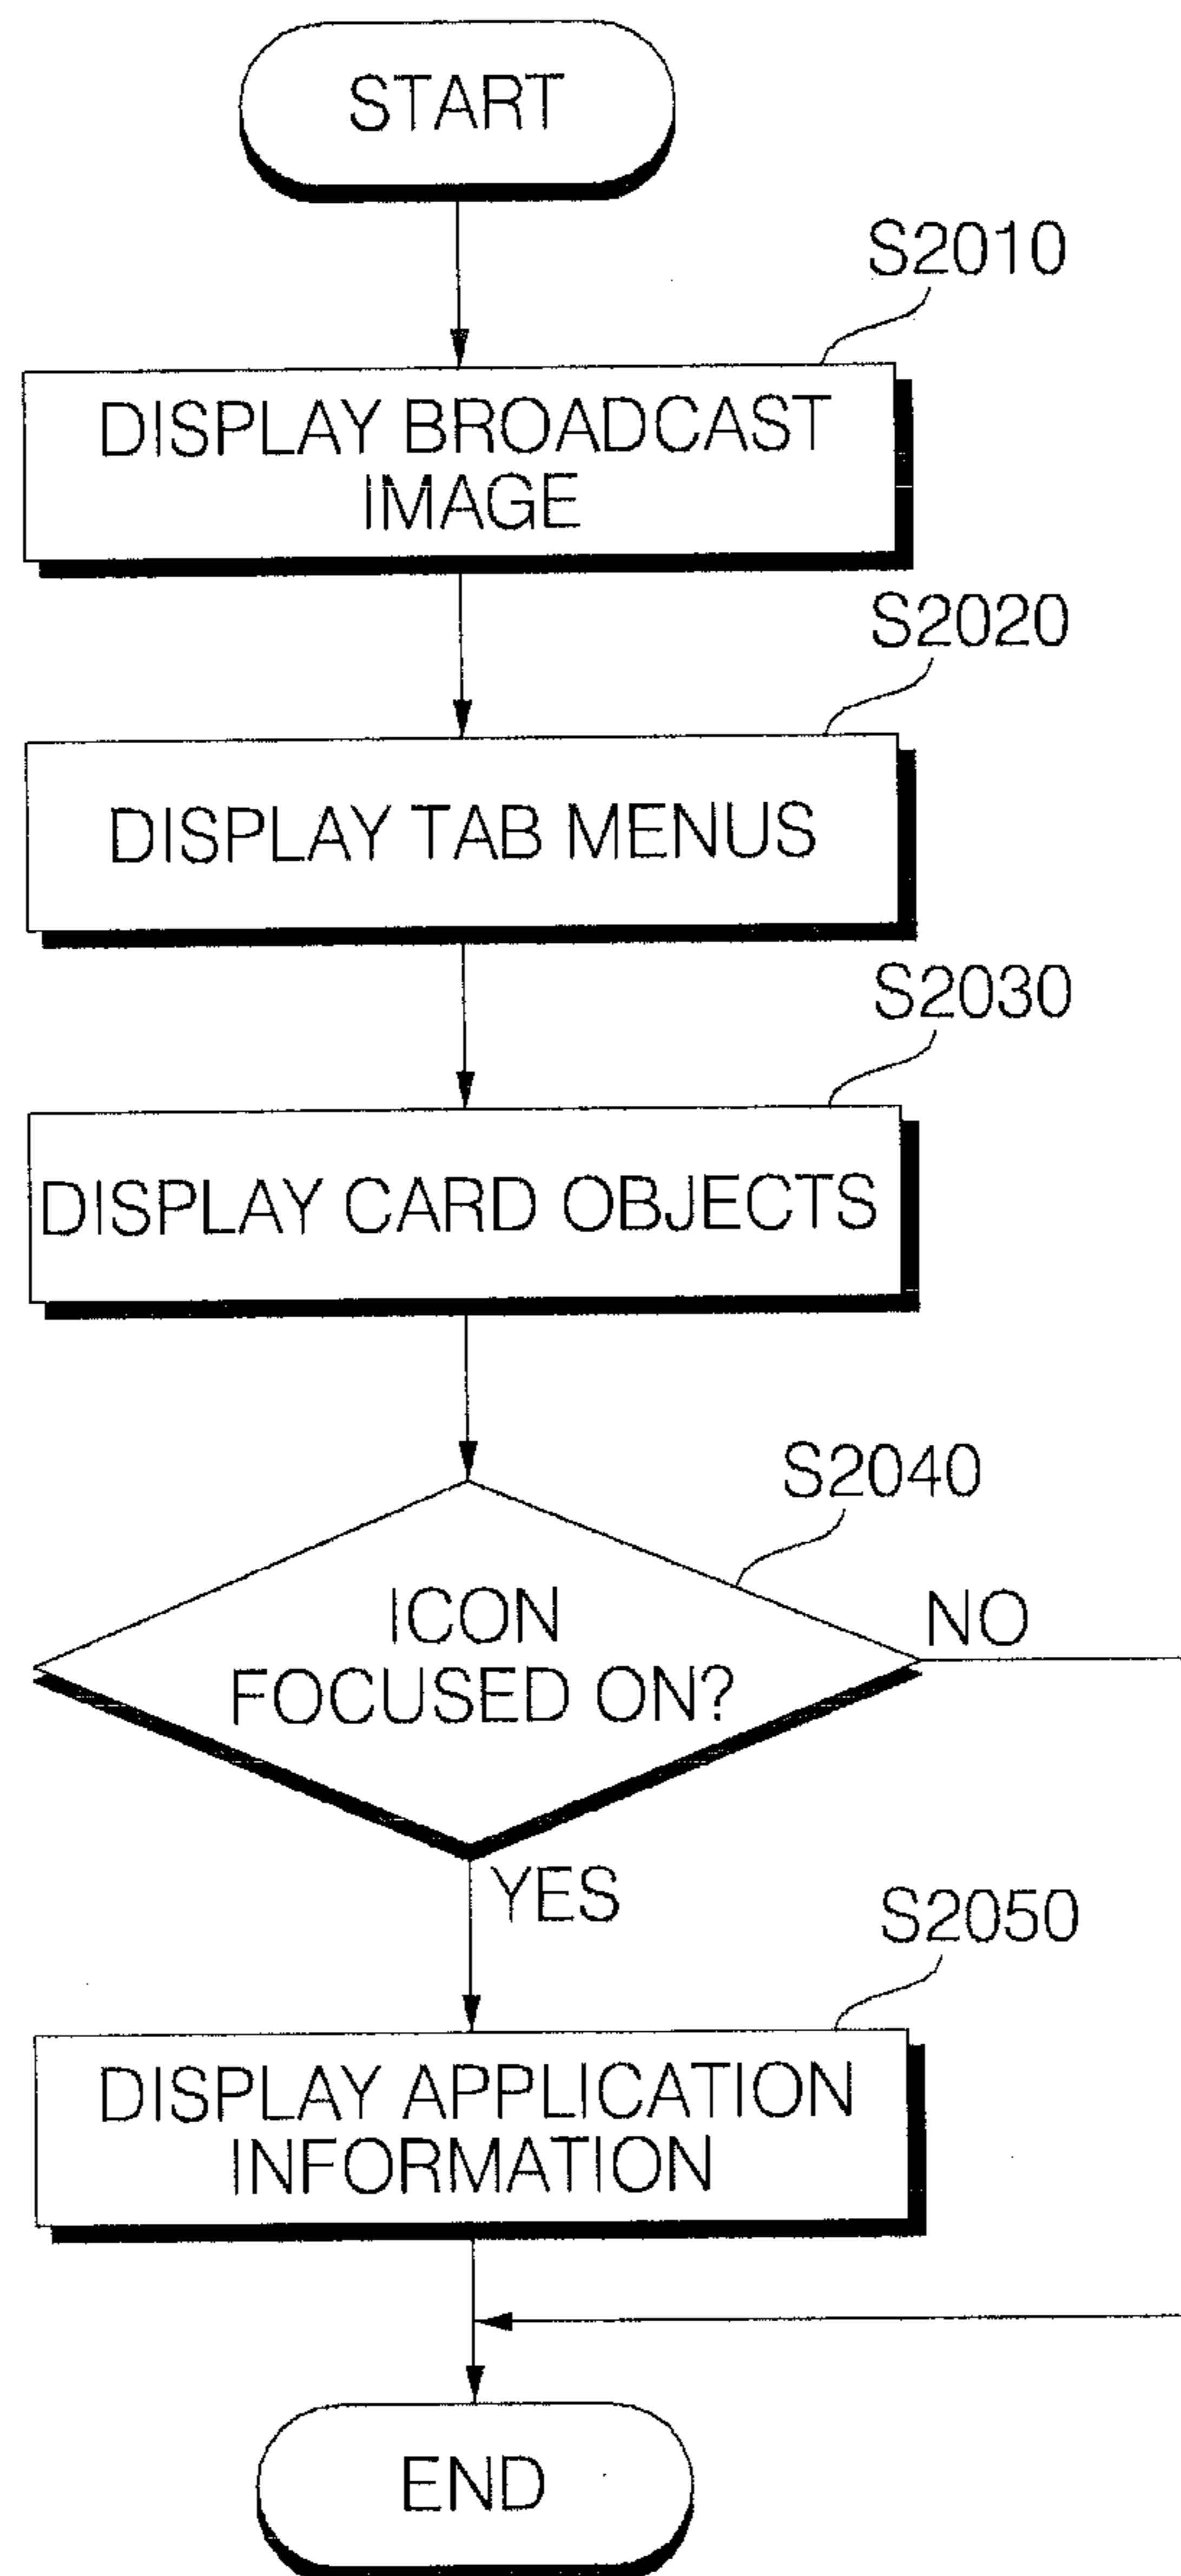 START
S2010
DISPLAY BROADCAST
IMAGE
S2020
DISPLAY TAB MENUS
S2030
DISPLAY CARD OBJECTS
S2040
ICON
FOCUSED ON?
NO
YES
S2050
DISPLAY APPLICATION
INFORMATION
END